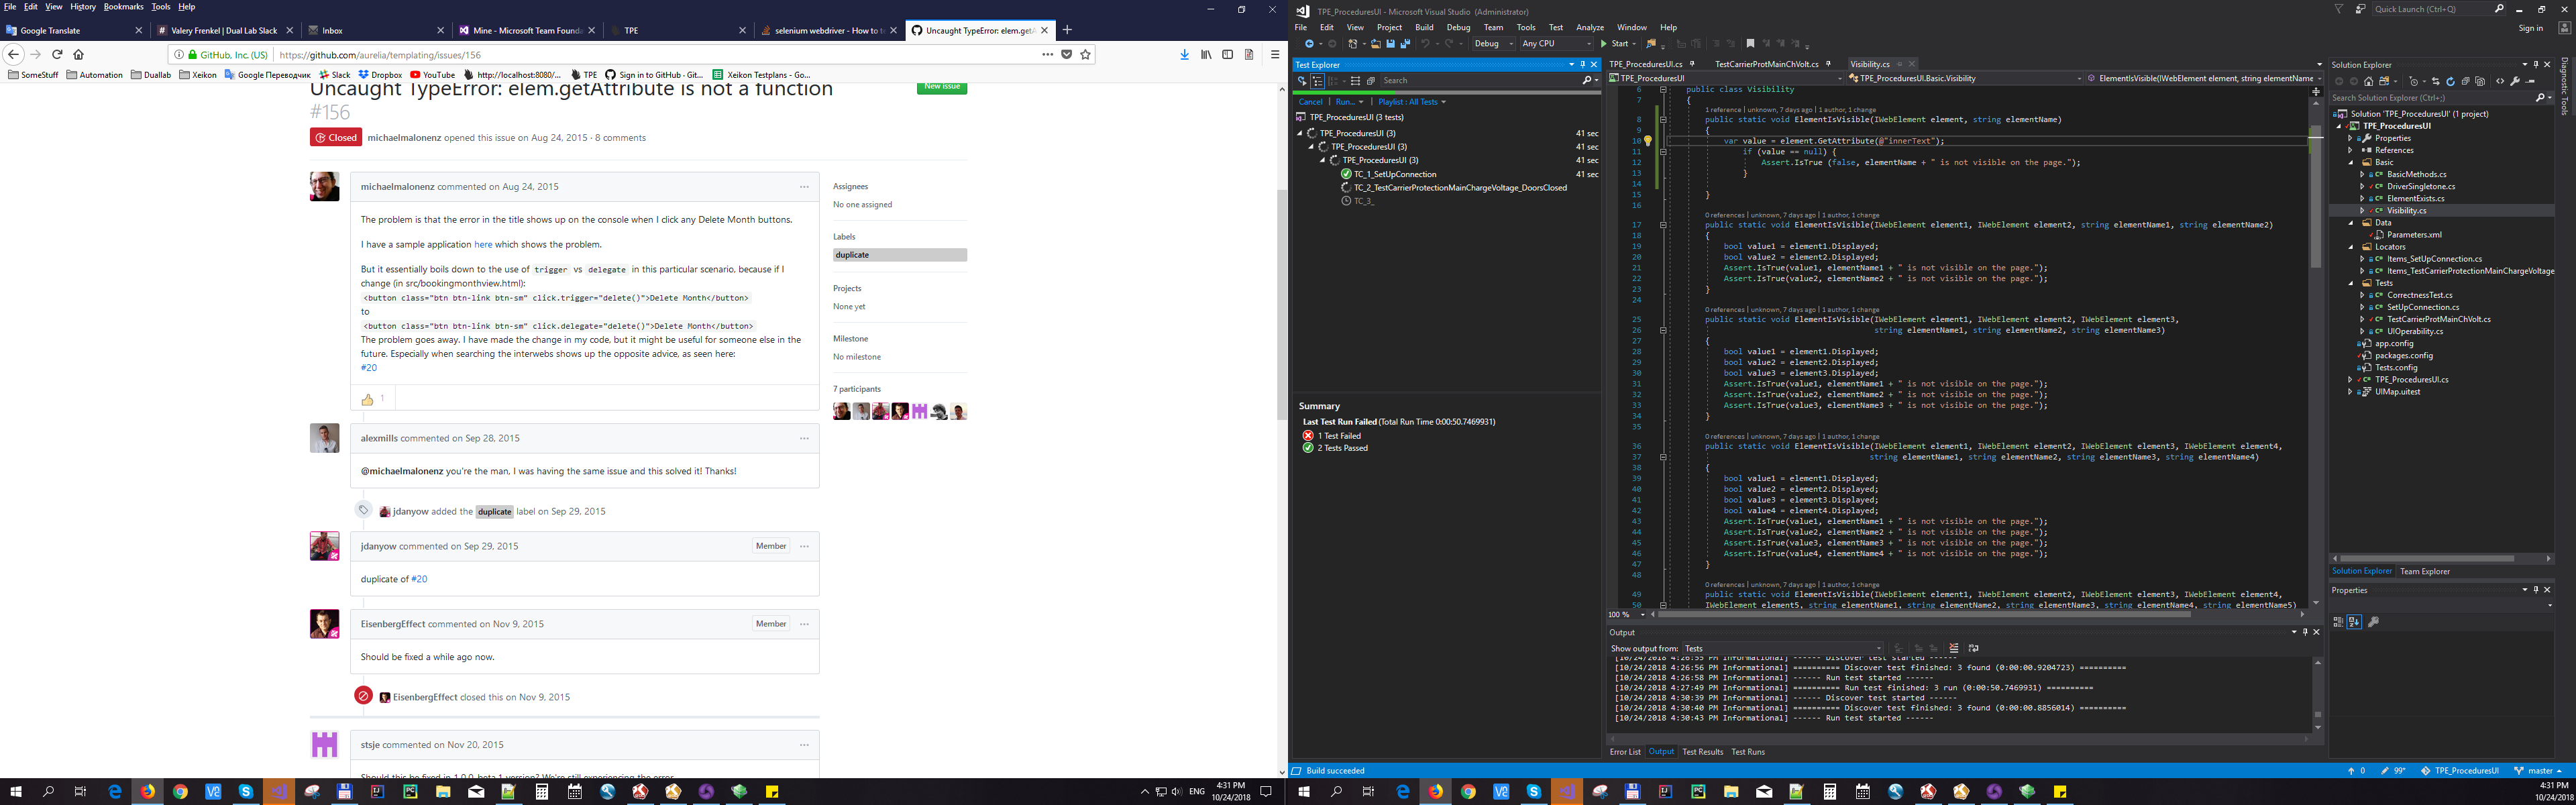 File Edit View History Bookmarks Tools Help
Google Translate
Valery Frenkel | Dual Lab Slack
Inbox
Mine - Microsoft Team Founda
TPE
selenium webdriver - How to t
Uncaught TypeError: elem.getA
GitHub, Inc. (US)
https://github.com/aurelia/templating/issues/156
SomeStuff Automation Duallab Xeikon Google Переводчик Slack Dropbox YouTube http://localhost:8080/... TPE Sign in to GitHub · Git... Xeikon Testplans - Go...
Uncaught TypeError: elem.getAttribute is not a function
#156
New issue
Closed
michaelmalonenz opened this issue on Aug 24, 2015 · 8 comments
michaelmalonenz commented on Aug 24, 2015
The problem is that the error in the title shows up on the console when I click any Delete Month buttons.
I have a sample application here which shows the problem.
But it essentially boils down to the use of trigger vs delegate in this particular scenario, because if I
change (in src/bookingmonthview.html):
<button class="btn btn-link btn-sm" click.trigger="delete()">Delete Month</button>
to
<button class="btn btn-link btn-sm" click.delegate="delete()">Delete Month</button>
The problem goes away. I have made the change in my code, but it might be useful for someone else in the
future. Especially when searching the interwebs shows up the opposite advice, as seen here:
#20
1
alexmills commented on Sep 28, 2015
@michaelmalonenz you're the man, I was having the same issue and this solved it! Thanks!
jdanyow added the duplicate label on Sep 29, 2015
jdanyow commented on Sep 29, 2015
Member
duplicate of #20
EisenbergEffect commented on Nov 9, 2015
Member
Should be fixed a while ago now.
EisenbergEffect closed this on Nov 9, 2015
stsje commented on Nov 20, 2015
Should this be fixed in 1.0.0-beta.1 version? We're still experiencing the error.
Assignees
No one assigned
Labels
duplicate
Projects
None yet
Milestone
No milestone
7 participants
ENG
4:31 PM
10/24/2018
TPE_ProceduresUI - Microsoft Visual Studio (Administrator)
Quick Launch (Ctrl+Q)
File Edit View Project Build Debug Team Tools Test Analyze Window Help
Sign in
Debug
Any CPU
Start
Test Explorer
Search
Cancel | Run... | Playlist : All Tests
TPE_ProceduresUI (3 tests)
TPE_ProceduresUI (3) 41 sec
TPE_ProceduresUI (3) 41 sec
TPE_ProceduresUI (3) 41 sec
TC_1_SetUpConnection 41 sec
TC_2_TestCarrierProtectionMainChargeVoltage_DoorsClosed
TC_3_
Summary
Last Test Run Failed (Total Run Time 0:00:50.7469931)
1 Test Failed
2 Tests Passed
TPE_ProceduresUI.cs TestCarrierProtMainChVolt.cs Visibility.cs
TPE_ProceduresUI TPE_ProceduresUI.Basic.Visibility ElementIsVisible(IWebElement element, string elementName
6 public class Visibility
7 {
1 reference | unknown, 7 days ago | 1 author, 1 change
8 public static void ElementIsVisible(IWebElement element, string elementName)
9 {
10 var value = element.GetAttribute(@"innerText");
11 if (value == null) {
12 Assert.IsTrue (false, elementName + " is not visible on the page.");
13 }
14
15 }
16
0 references | unknown, 7 days ago | 1 author, 1 change
17 public static void ElementIsVisible(IWebElement element1, IWebElement element2, string elementName1, string elementName2)
18 {
19 bool value1 = element1.Displayed;
20 bool value2 = element2.Displayed;
21 Assert.IsTrue(value1, elementName1 + " is not visible on the page.");
22 Assert.IsTrue(value2, elementName2 + " is not visible on the page.");
23 }
24
0 references | unknown, 7 days ago | 1 author, 1 change
25 public static void ElementIsVisible(IWebElement element1, IWebElement element2, IWebElement element3,
26 string elementName1, string elementName2, string elementName3)
27 {
28 bool value1 = element1.Displayed;
29 bool value2 = element2.Displayed;
30 bool value3 = element3.Displayed;
31 Assert.IsTrue(value1, elementName1 + " is not visible on the page.");
32 Assert.IsTrue(value2, elementName2 + " is not visible on the page.");
33 Assert.IsTrue(value3, elementName3 + " is not visible on the page.");
34 }
35
0 references | unknown, 7 days ago | 1 author, 1 change
36 public static void ElementIsVisible(IWebElement element1, IWebElement element2, IWebElement element3, IWebElement element4,
37 string elementName1, string elementName2, string elementName3, string elementName4)
38 {
39 bool value1 = element1.Displayed;
40 bool value2 = element2.Displayed;
41 bool value3 = element3.Displayed;
42 bool value4 = element4.Displayed;
43 Assert.IsTrue(value1, elementName1 + " is not visible on the page.");
44 Assert.IsTrue(value2, elementName2 + " is not visible on the page.");
45 Assert.IsTrue(value3, elementName3 + " is not visible on the page.");
46 Assert.IsTrue(value4, elementName4 + " is not visible on the page.");
47 }
48
0 references | unknown, 7 days ago | 1 author, 1 change
49 public static void ElementIsVisible(IWebElement element1, IWebElement element2, IWebElement element3, IWebElement element4,
50 IWebElement element5, string elementName1, string elementName2, string elementName3, string elementName4, string elementName5)
100 %
Output
Show output from: Tests
[10/24/2018 4:26:55 PM Informational] ------ Discover test started ------
[10/24/2018 4:26:56 PM Informational] ========== Discover test finished: 3 found (0:00:00.9204723) ==========
[10/24/2018 4:26:58 PM Informational] ------ Run test started ------
[10/24/2018 4:27:49 PM Informational] ========== Run test finished: 3 run (0:00:50.7469931) ==========
[10/24/2018 4:30:39 PM Informational] ------ Discover test started ------
[10/24/2018 4:30:40 PM Informational] ========== Discover test finished: 3 found (0:00:00.8856014) ==========
[10/24/2018 4:30:43 PM Informational] ------ Run test started ------
Error List Output Test Results Test Runs
Solution Explorer
Search Solution Explorer (Ctrl+;)
Solution 'TPE_ProceduresUI' (1 project)
TPE_ProceduresUI
Properties
References
Basic
BasicMethods.cs
DriverSingletone.cs
ElementExists.cs
Visibility.cs
Data
Parameters.xml
Locators
Items_SetUpConnection.cs
Items_TestCarrierProtectionMainChargeVoltage
Tests
CorrectnessTest.cs
SetUpConnection.cs
TestCarrierProtMainChVolt.cs
UIOperability.cs
app.config
packages.config
Tests.config
TPE_ProceduresUI.cs
UIMap.uitest
Solution Explorer Team Explorer
Properties
Diagnostic Tools
Build succeeded
0 99* TPE_ProceduresUI master
4:31 PM
10/24/2018